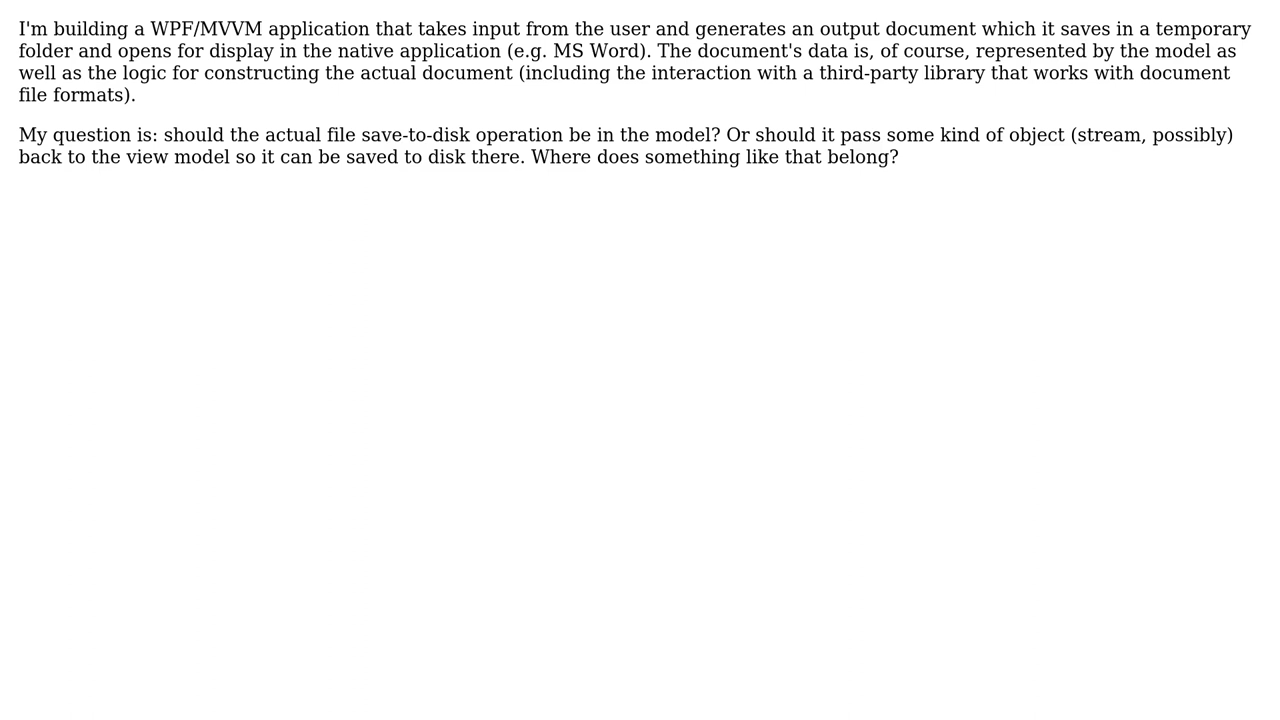 I'm building a WPF/MVVM application that takes input from the user and generates an output document which it saves in a temporary
folder and opens for display in the native application (e.g. MS Word). The document's data is, of course, represented by the model as
well as the logic for constructing the actual document (including the interaction with a third-party library that works with document
file formats).
My question is: should the actual file save-to-disk operation be in the model? Or should it pass some kind of object (stream, possibly)
back to the view model so it can be saved to disk there. Where does something like that belong?